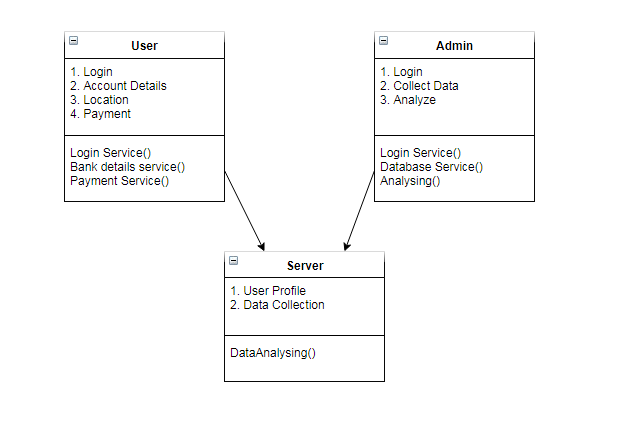 User
1. Login
2. Account Details
3. Location
4. Payment
Login Service()
Bank details service()
Payment Service()
Admin
1. Login
2. Collect Data
3. Analyze
Login Service()
Database Service()
Analysing()
Server
1. User Profile
2. Data Collection
DataAnalysing()